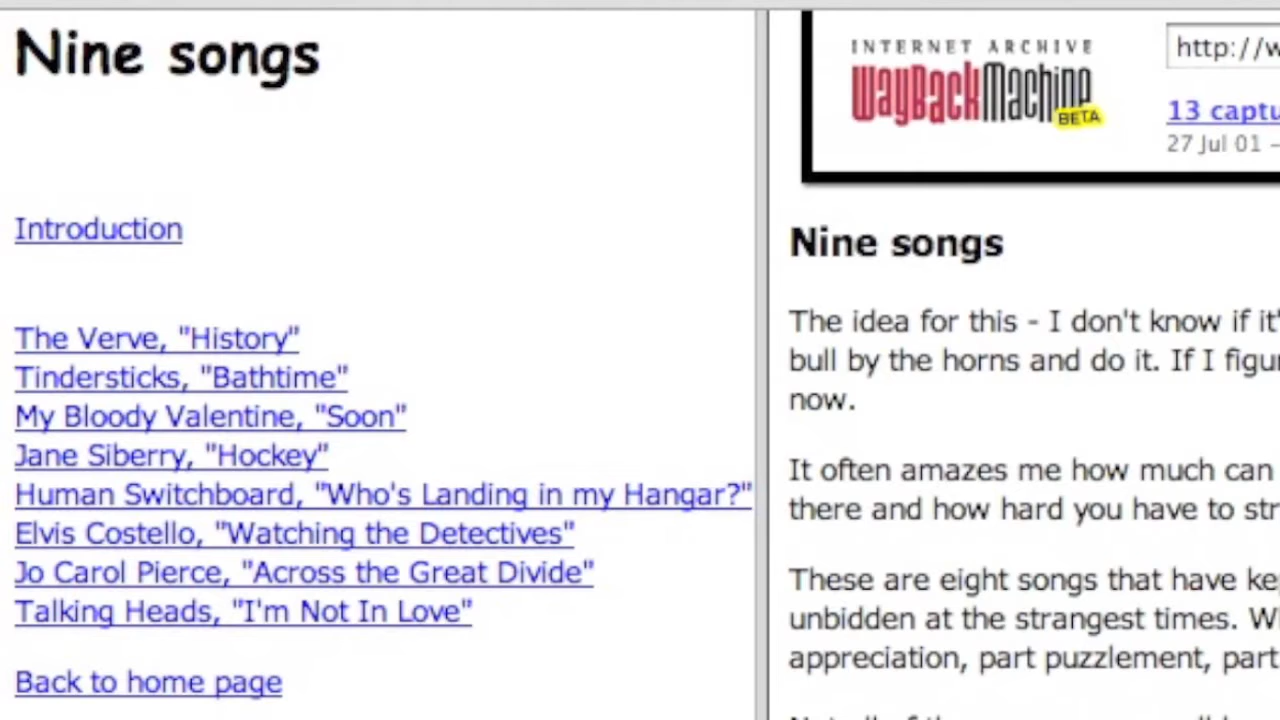 Nine songs
Introduction
The Verve, "History"
Tindersticks, "Bathtime"
My Bloody Valentine, "Soon"
Jane Siberry, "Hockey"
Human Switchboard, "Who's Landing in my Hangar?"
Elvis Costello, "Watching the Detectives"
Jo Carol Pierce, "Across the Great Divide"
Talking Heads, "I'm Not In Love"
Back to home page
INTERNET ARCHIVE
WayBackMachine
BETA
http://w
13 captu
27 Jul 01 –
Nine songs
The idea for this - I don't know if it'
bull by the horns and do it. If I figu
now.
It often amazes me how much can
there and how hard you have to str
These are eight songs that have ke
unbidden at the strangest times. W
appreciation, part puzzlement, part